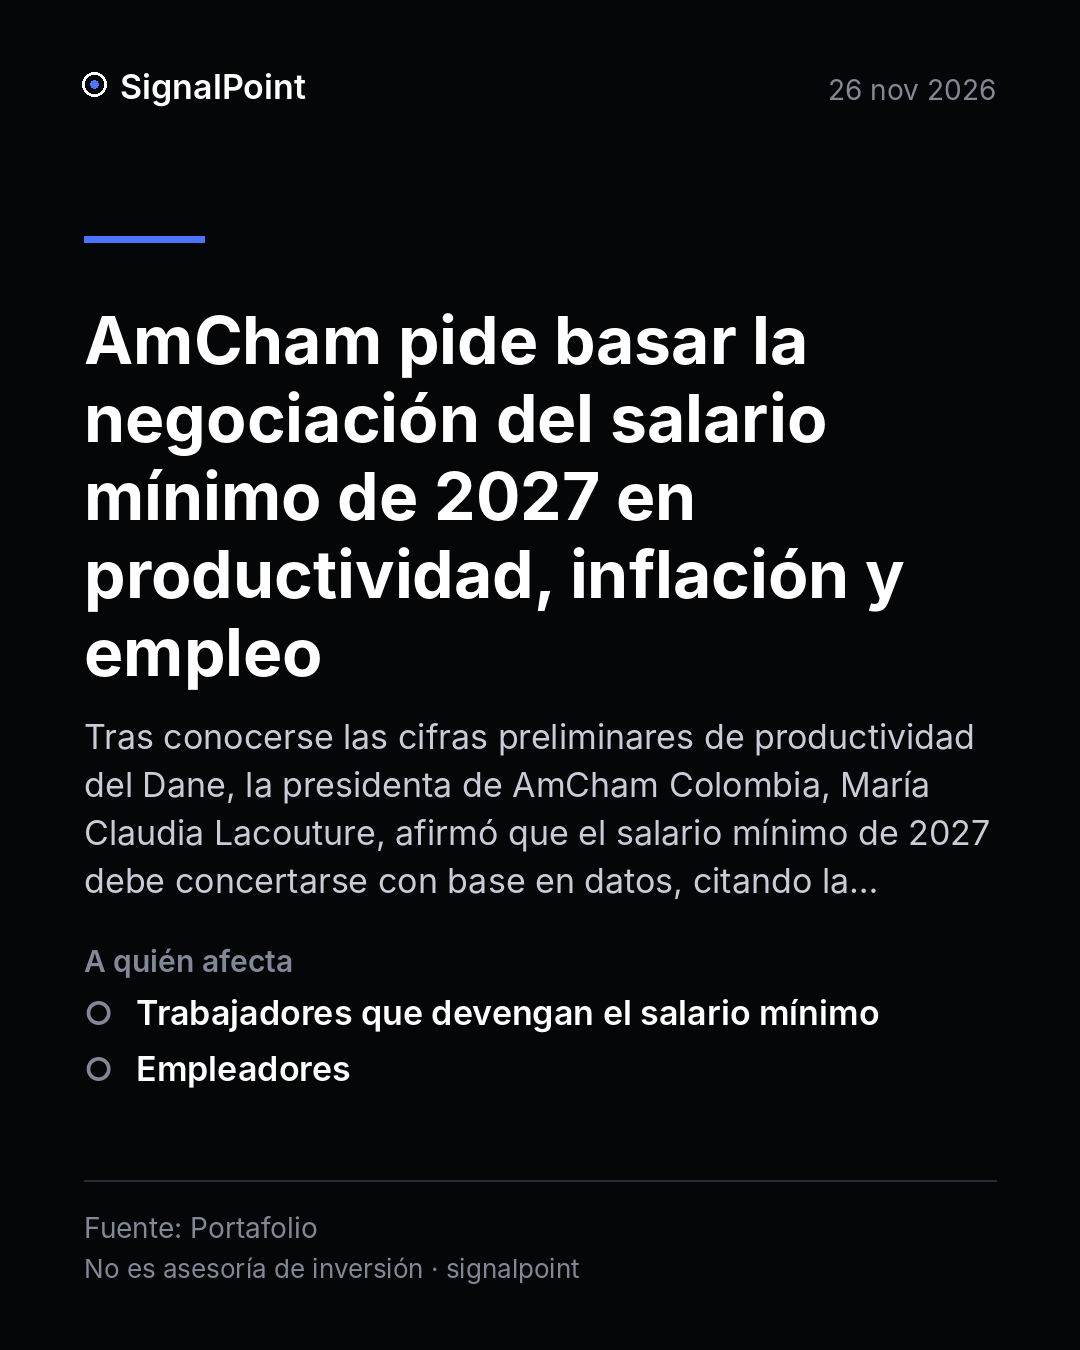 SignalPoint
26 nov 2026
AmCham pide basar la
negociación del salario
mínimo de 2027 en
productividad, inflación y
empleo
Tras conocerse las cifras preliminares de productividad
del Dane, la presidenta de AmCham Colombia, María
Claudia Lacouture, afirmó que el salario mínimo de 2027
debe concertarse con base en datos, citando la...
A quién afecta
Trabajadores que devengan el salario mínimo
Empleadores
Fuente: Portafolio
No es asesoría de inversión · signalpoint